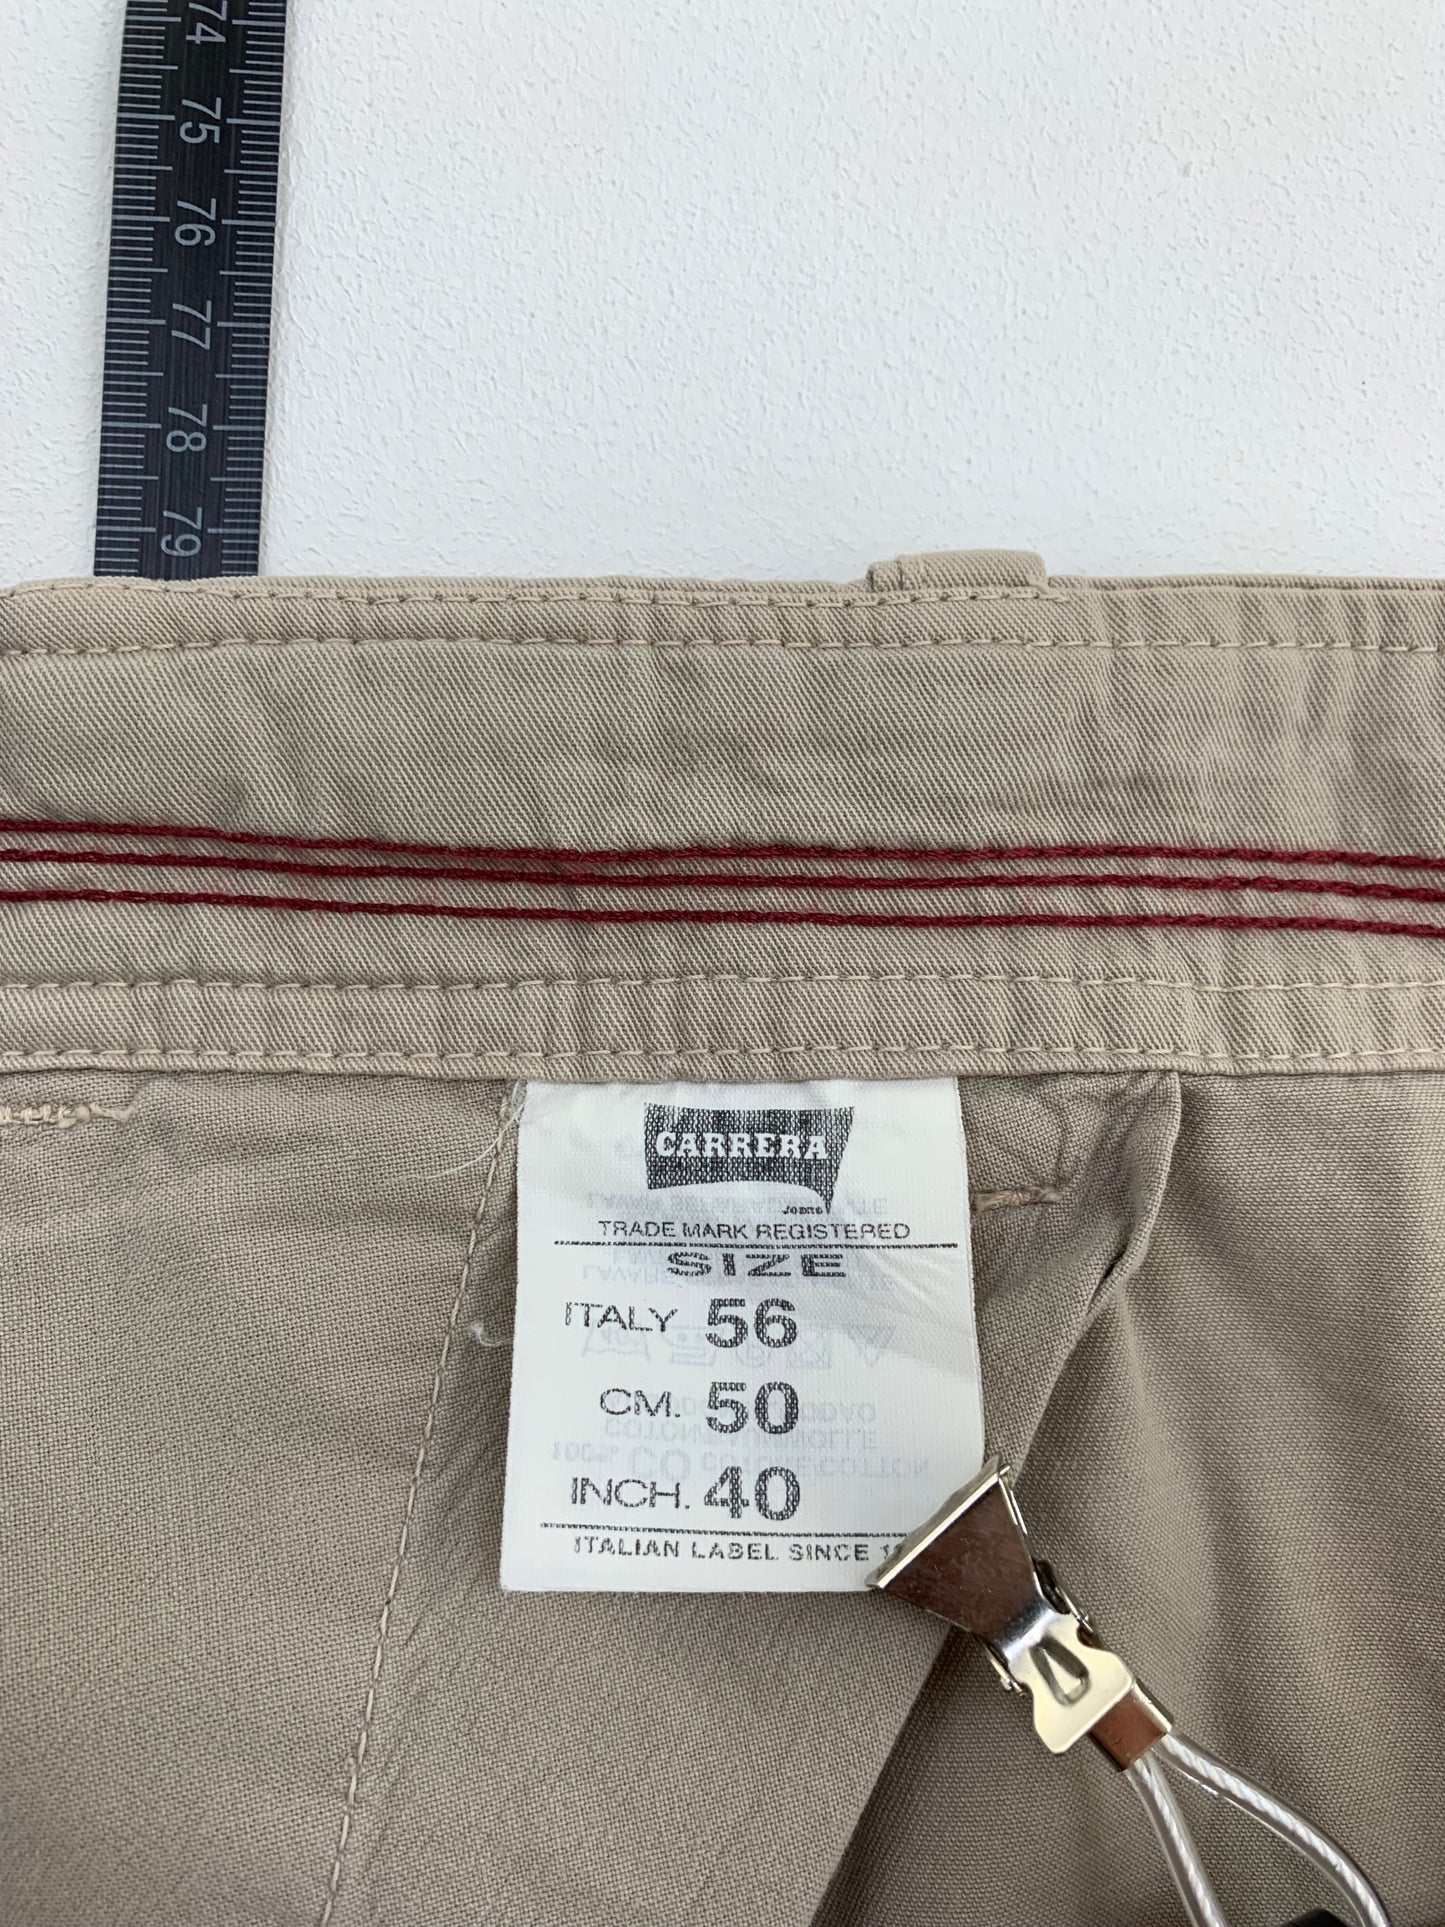 74
75
76
77
78
79
CARRERA
Jeans
TRADE MARK REGISTERED
SIZE
ITALY 56
CM. 50
INCH. 40
ITALIAN LABEL SINCE